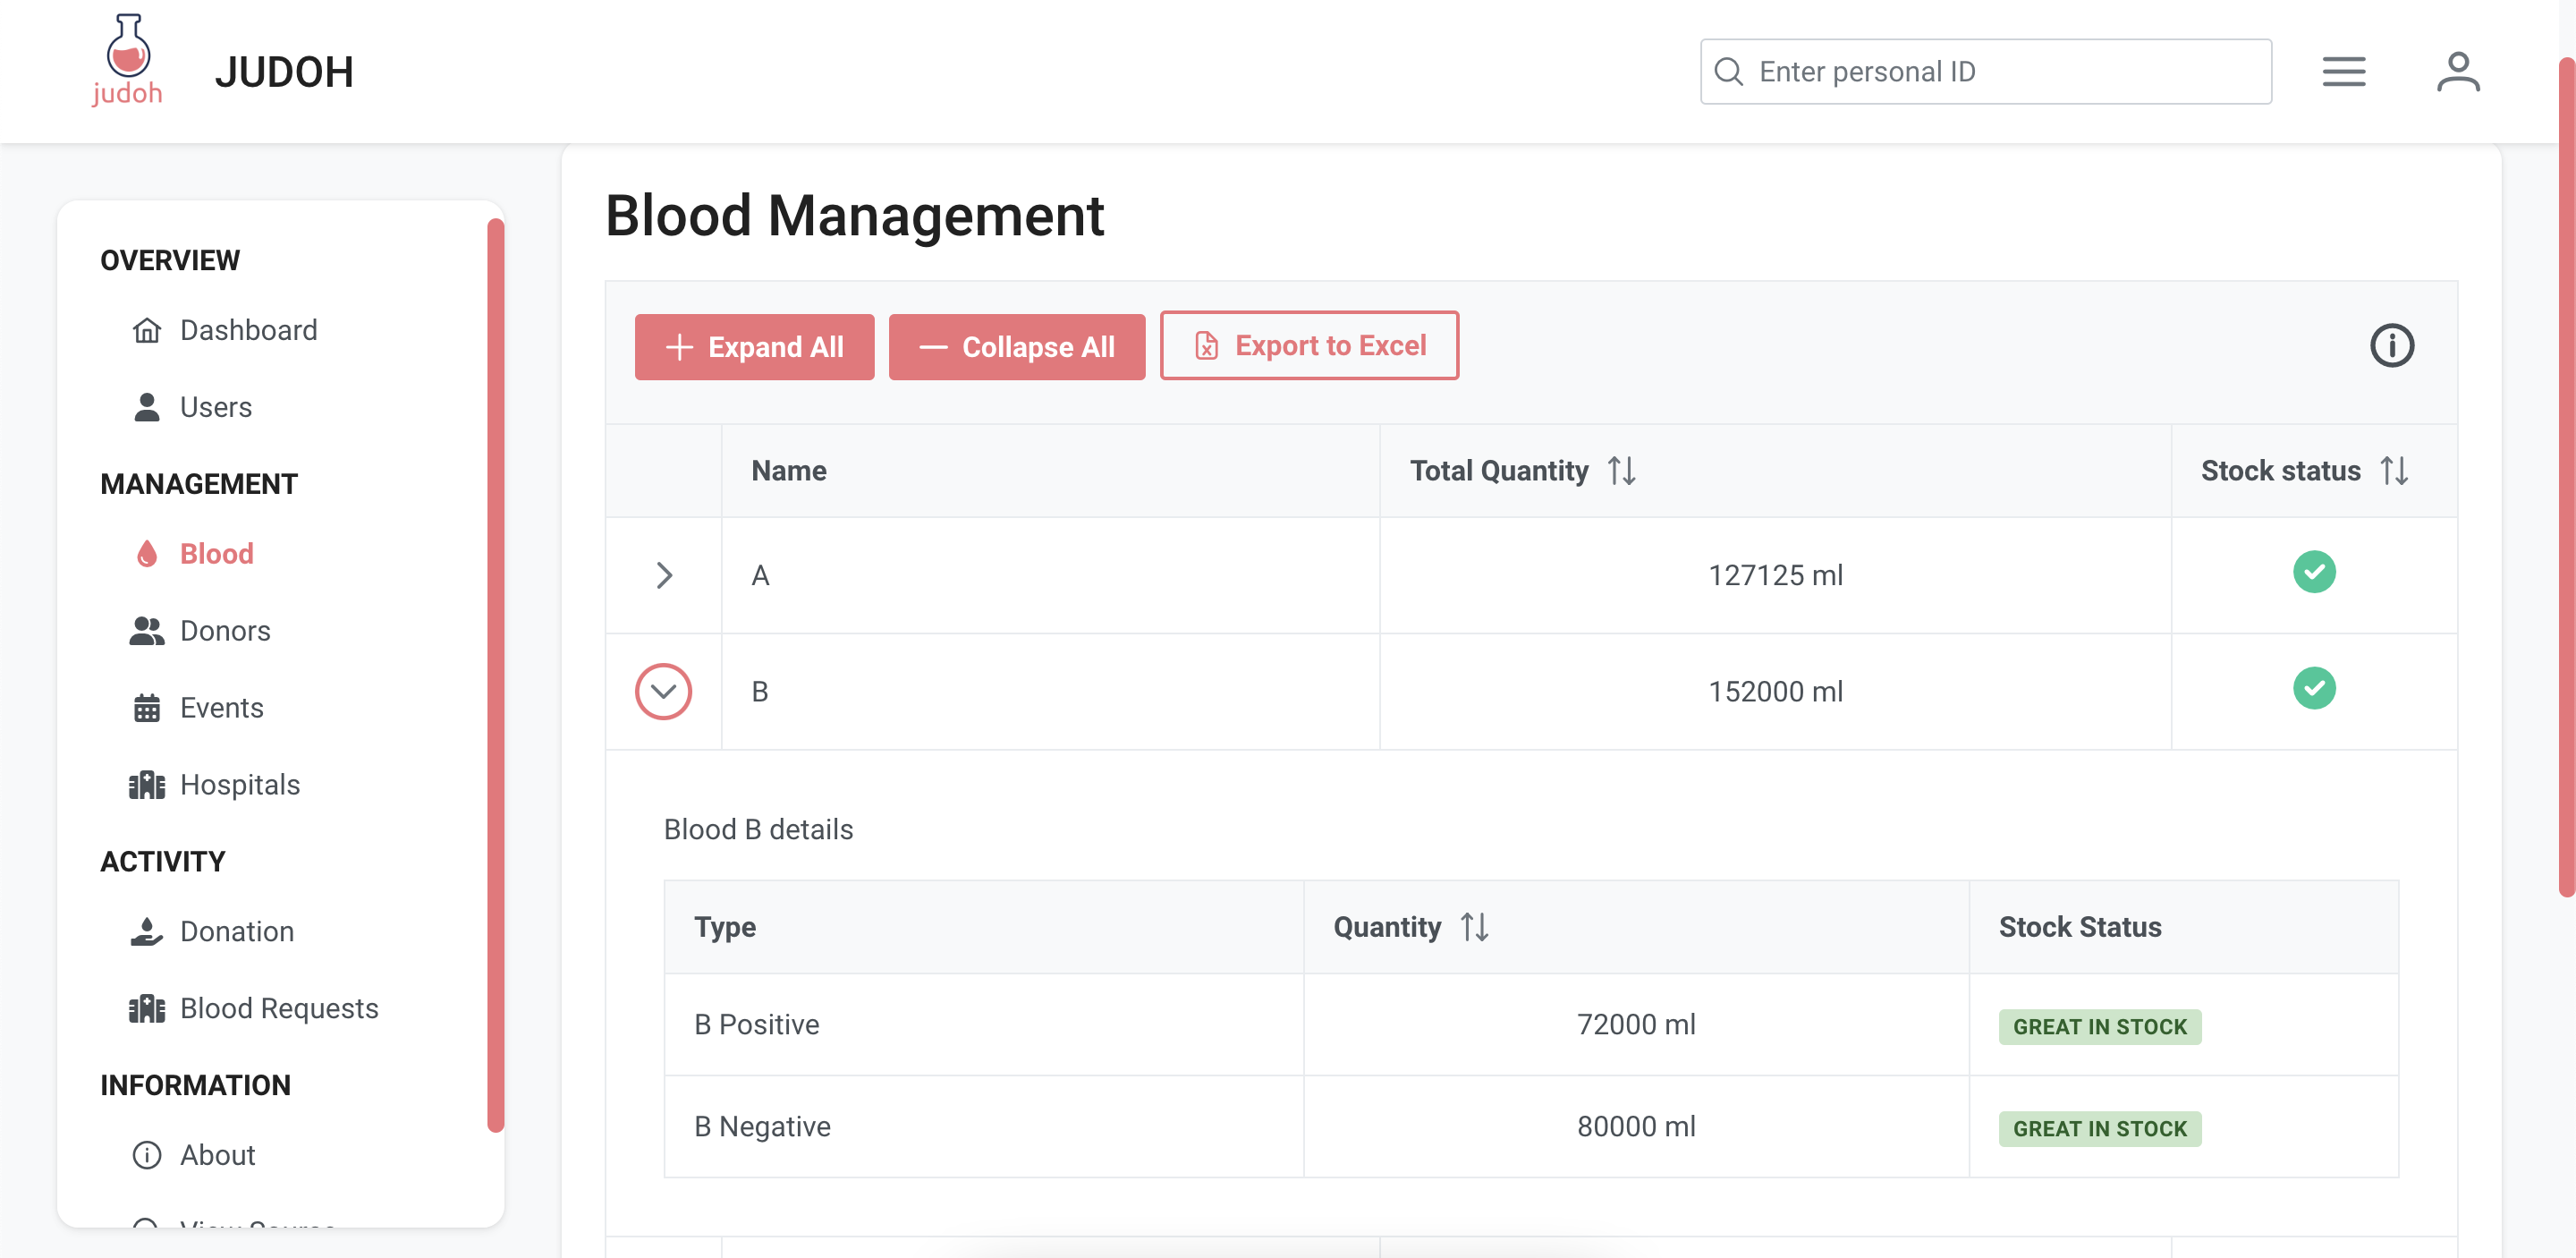 judoh
JUDOH
Enter personal ID
OVERVIEW
Dashboard
Users
MANAGEMENT
Blood
Donors
Events
Hospitals
ACTIVITY
Donation
Blood Requests
INFORMATION
About
View Source
Blood Management
Expand All
Collapse All
Export to Excel
Name
Total Quantity
Stock status
A
127125 ml
B
152000 ml
Blood B details
Type
Quantity
Stock Status
B Positive
72000 ml
GREAT IN STOCK
B Negative
80000 ml
GREAT IN STOCK